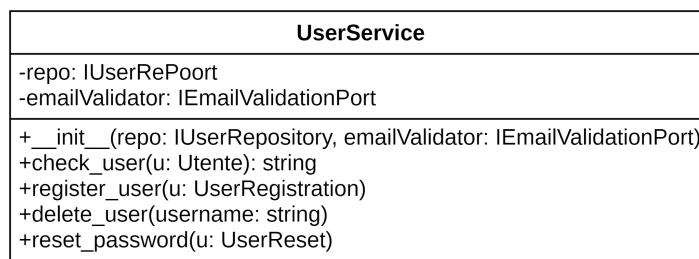 UserService
-repo: IUserRePoort
-emailValidator: IEmailValidationPort
+__init__(repo: IUserRepository, emailValidator: IEmailValidationPort)
+check_user(u: Utente): string
+register_user(u: UserRegistration)
+delete_user(username: string)
+reset_password(u: UserReset)